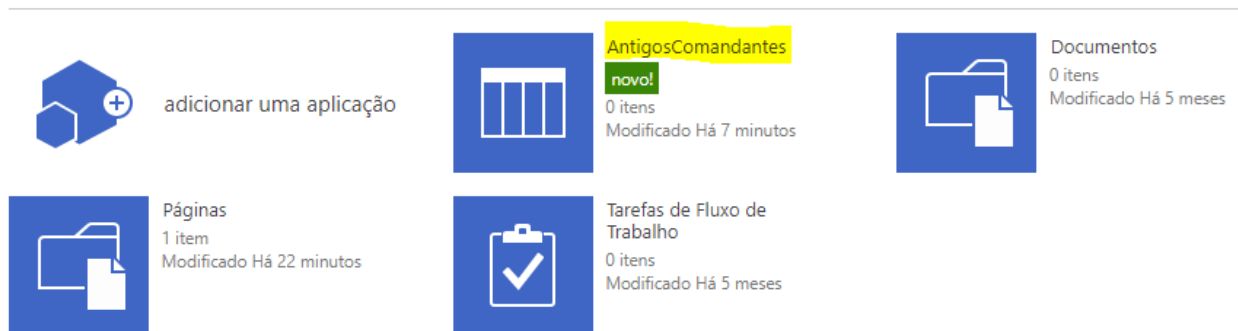 adicionar uma aplicação
AntigosComandantes
novo!
0 itens
Modificado Há 7 minutos
Documentos
0 itens
Modificado Há 5 meses
Páginas
1 item
Modificado Há 22 minutos
Tarefas de Fluxo de
Trabalho
0 itens
Modificado Há 5 meses